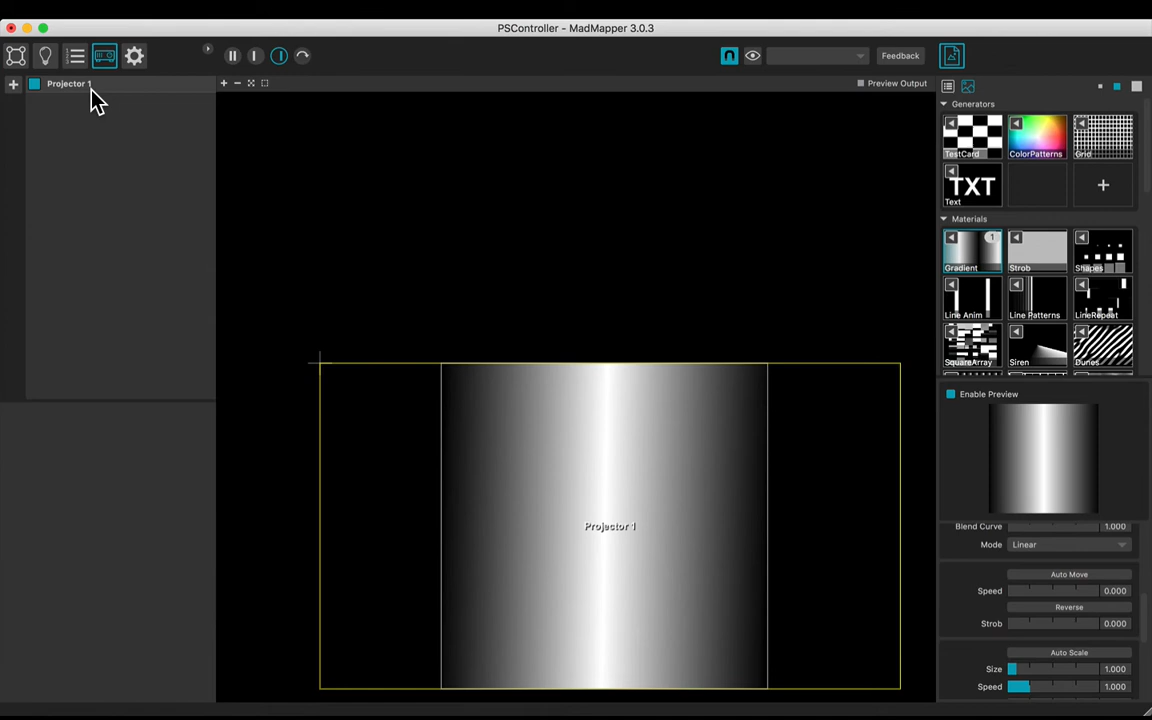 PSController - MadMapper 3.0.3
Feedback
Projector 1
Preview Output
Generators
TestCard
ColorPatterns
Grid
TXT
Text
Materials
1
Gradient
Strob
Shapes
Line Anim
Line Patterns
LineRepeat
SquareArray
Siren
Dunes
Enable Preview
Projector 1
Blend Curve 1.000
Mode Linear
Auto Move
Speed 0.000
Reverse
Strob 0.000
Auto Scale
Size 1.000
Speed 1.000